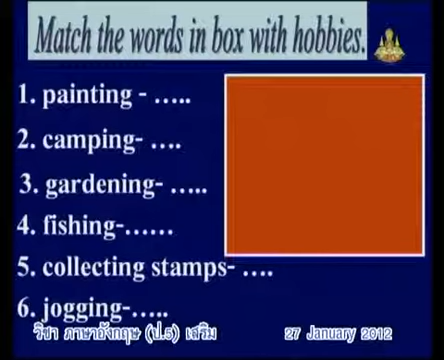 Match the words in box with hobbies.
1. painting - .....
2. camping- ....
3. gardening- .....
4. fishing-......
5. collecting stamps- ....
6. jogging-.....
วิชา ภาษาอังกฤษ (ป.5) เสริม 27 January 2012